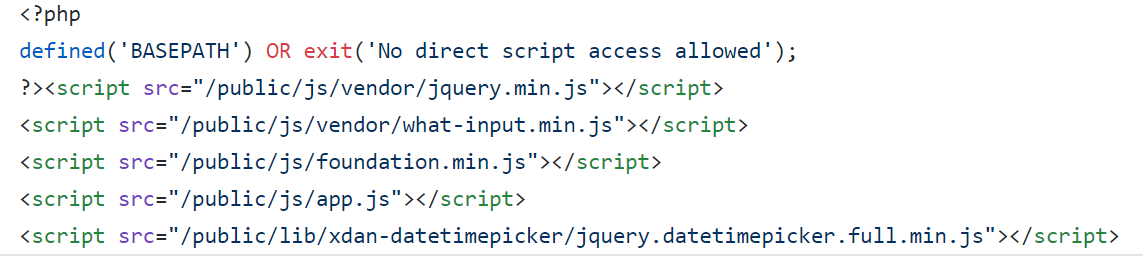 <?php
defined('BASEPATH') OR exit('No direct script access allowed');
?><script src="/public/js/vendor/jquery.min.js"></script>
<script src="/public/js/vendor/what-input.min.js"></script>
<script src="/public/js/foundation.min.js"></script>
<script src="/public/js/app.js"></script>
<script src="/public/lib/xdan-datetimepicker/jquery.datetimepicker.full.min.js"></script>